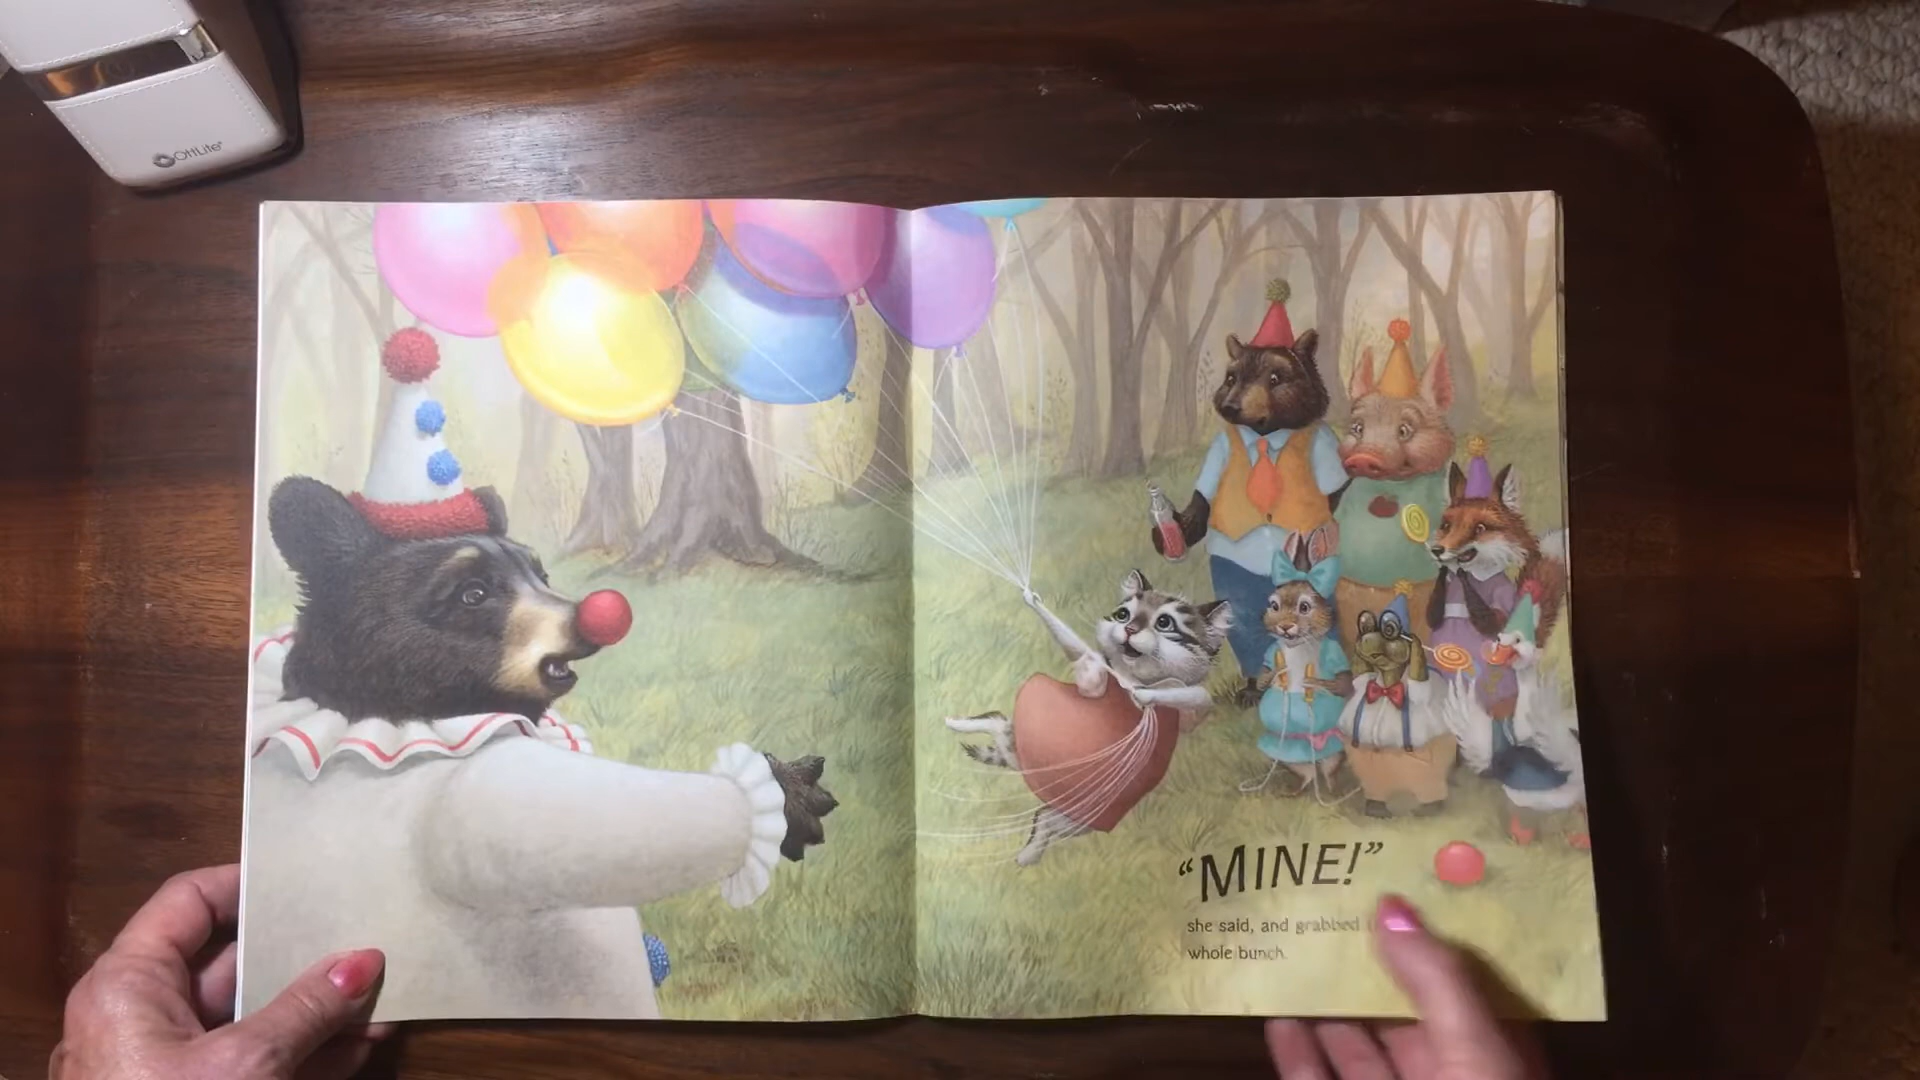 OttLite
"MINE!"
she said, and grabbed
whole bunch.